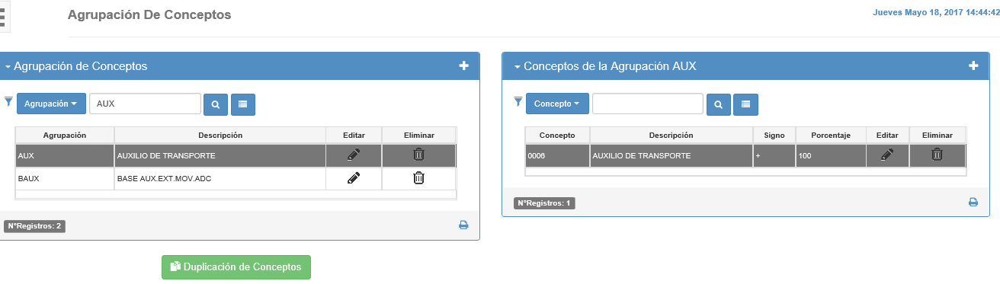 Agrupación De Conceptos
Jueves Mayo 18, 2017 14:44:42
Agrupación de Conceptos
Agrupación
AUX
Agrupación Descripción Editar Eliminar
AUX AUXILIO DE TRANSPORTE
BAUX BASE AUX.EXT.MOV.ADC
N°Registros: 2
Conceptos de la Agrupación AUX
Concepto
Concepto Descripción Signo Porcentaje Editar Eliminar
0006 AUXILIO DE TRANSPORTE + 100
N°Registros: 1
Duplicación de Conceptos